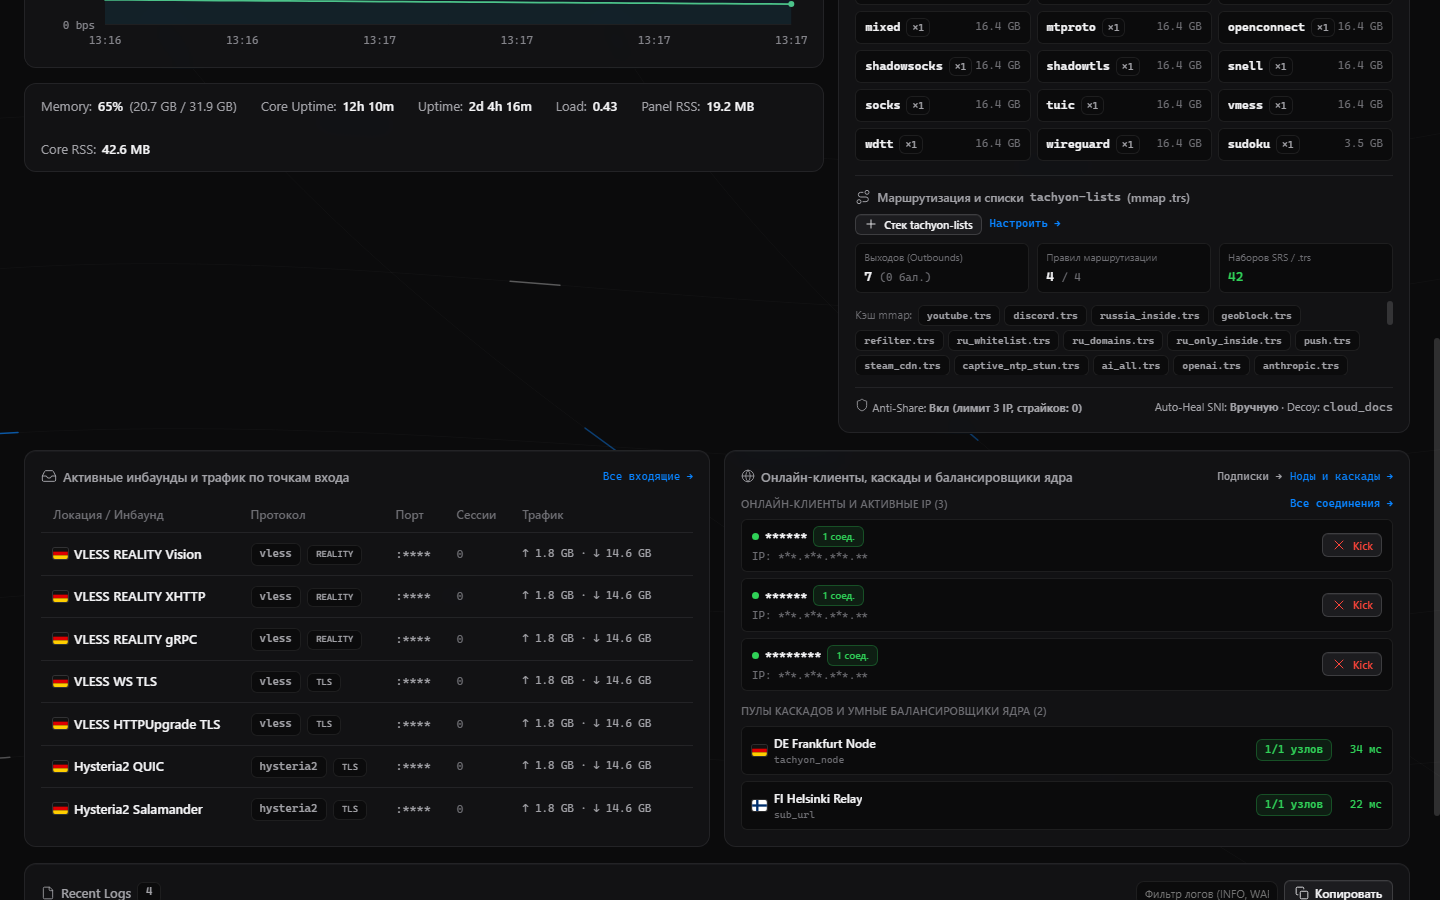 0 bps
13:16 13:16 13:17 13:17 13:17 13:17
Memory: 65% (20.7 GB / 31.9 GB) Core Uptime: 12h 10m Uptime: 2d 4h 16m Load: 0.43 Panel RSS: 19.2 MB
Core RSS: 42.6 MB
mixed ×1 16.4 GB mtproto ×1 16.4 GB openconnect ×1 16.4 GB
shadowsocks ×1 16.4 GB shadowtls ×1 16.4 GB snell ×1 16.4 GB
socks ×1 16.4 GB tuic ×1 16.4 GB vmess ×1 16.4 GB
wdtt ×1 16.4 GB wireguard ×1 16.4 GB sudoku ×1 3.5 GB
Маршрутизация и списки tachyon-lists (mmap .trs)
+ Стек tachyon-lists Настроить →
Выходов (Outbounds) Правил маршрутизации Наборов SRS / .trs
7 (0 бал.) 4 / 4 42
Кэш mmap: youtube.trs discord.trs russia_inside.trs geoblock.trs
refilter.trs ru_whitelist.trs ru_domains.trs ru_only_inside.trs push.trs
steam_cdn.trs captive_ntp_stun.trs ai_all.trs openai.trs anthropic.trs
Anti-Share: Вкл (лимит 3 IP, страйков: 0) Auto-Heal SNI: Вручную · Decoy: cloud_docs
Активные инбаунды и трафик по точкам входа Все входящие →
Локация / Инбаунд Протокол Порт Сессии Трафик
VLESS REALITY Vision vless REALITY :**** 0 ↑ 1.8 GB · ↓ 14.6 GB
VLESS REALITY XHTTP vless REALITY :**** 0 ↑ 1.8 GB · ↓ 14.6 GB
VLESS REALITY gRPC vless REALITY :**** 0 ↑ 1.8 GB · ↓ 14.6 GB
VLESS WS TLS vless TLS :**** 0 ↑ 1.8 GB · ↓ 14.6 GB
VLESS HTTPUpgrade TLS vless TLS :**** 0 ↑ 1.8 GB · ↓ 14.6 GB
Hysteria2 QUIC hysteria2 TLS :**** 0 ↑ 1.8 GB · ↓ 14.6 GB
Hysteria2 Salamander hysteria2 TLS :**** 0 ↑ 1.8 GB · ↓ 14.6 GB
Онлайн-клиенты, каскады и балансировщики ядра Подписки → Ноды и каскады →
ОНЛАЙН-КЛИЕНТЫ И АКТИВНЫЕ IP (3) Все соединения →
****** 1 соед. Kick
IP: ***.***.***.**
****** 1 соед. Kick
IP: ***.***.***.**
******** 1 соед. Kick
IP: ***.***.***.**
ПУЛЫ КАСКАДОВ И УМНЫЕ БАЛАНСИРОВЩИКИ ЯДРА (2)
DE Frankfurt Node 1/1 узлов 34 мс
tachyon_node
FI Helsinki Relay 1/1 узлов 22 мс
sub_url
Recent Logs 4 Фильтр логов (INFO, WAI Копировать